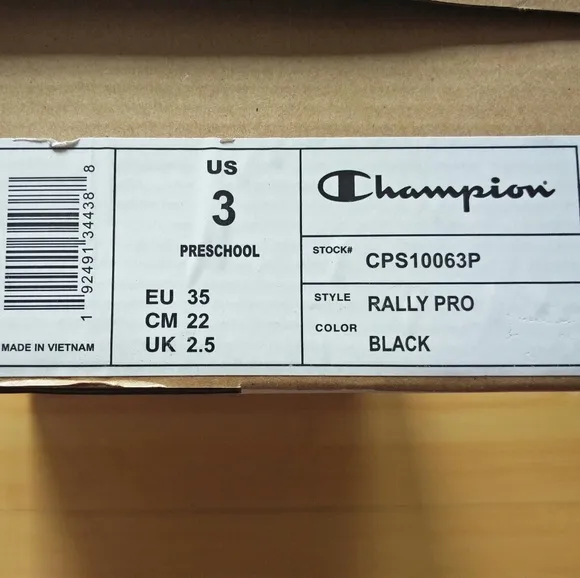 1 92491 34438 8
MADE IN VIETNAM
US
3
PRESCHOOL
EU 35
CM 22
UK 2.5
Champion
STOCK# CPS10063P
STYLE RALLY PRO
COLOR BLACK